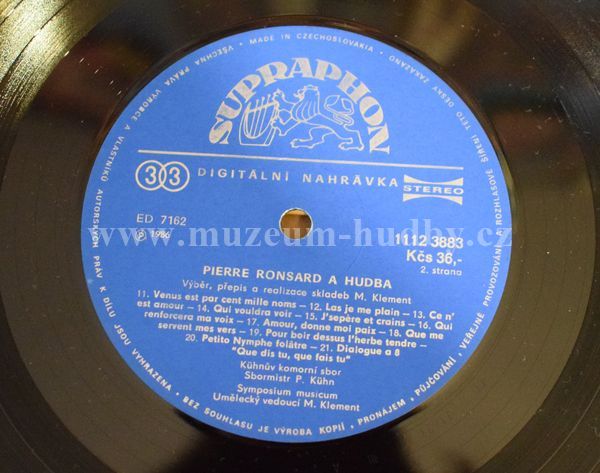 SUPRAPHON
33
DIGITÁLNÍ NAHRÁVKA
STEREO
ED 7162
℗ 1986
1112 3883
Kčs 36,-
2. strana
PIERRE RONSARD A HUDBA
Výběr, přepis a realizace skladeb M. Klement
11. Venus est par cent mille noms – 12. Las je me plain – 13. Ce n'
est amour – 14. Qui vouldra voir – 15. J'sepère et crains – 16. Qui
renforcera ma voix – 17. Amour, donne moi paix – 18. Que me
servent mes vers – 19. Pour boir dessus l'herbe tendre –
20. Petito Nymphe folâtre – 21. Dialogue a 8
"Que dis tu, que fais tu"
Kühnův komorní sbor
Sbormistr P. Kühn
Symposium musicum
Umělecký vedoucí M. Klement
VŠECHNA PRÁVA VÝROBCE A VLASTNÍKŮ AUTORSKÝCH PRÁV K DÍLU JSOU VYHRAZENA • BEZ SOUHLASU JE VÝROBA KOPIÍ, PRONÁJEM, PŮJČOVÁNÍ, VEŘEJNÉ PROVOZOVÁNÍ A ROZHLASOVÉ ŠÍŘENÍ TÉTO DESKY ZAKÁZÁNO • MADE IN CZECHOSLOVAKIA •
www.muzeum-hudby.cz